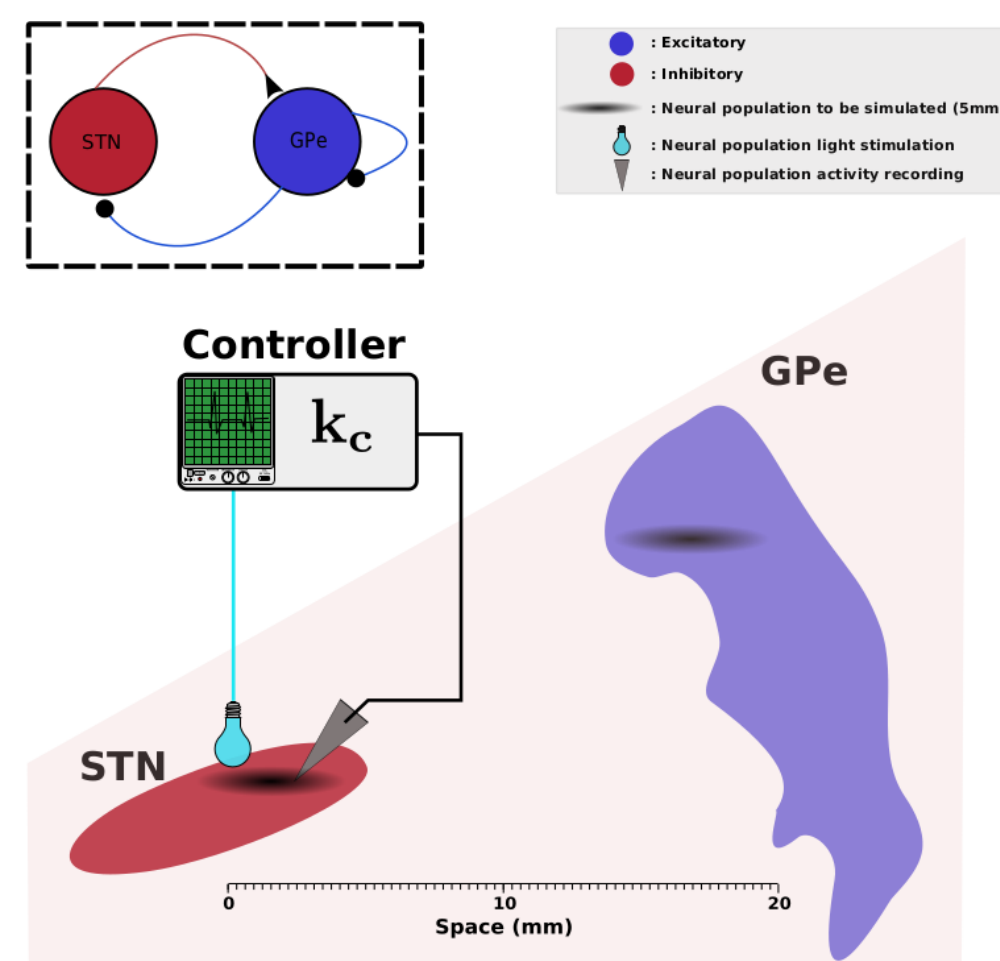 STN
GPe
: Excitatory
: Inhibitory
: Neural population to be simulated (5mm
: Neural population light stimulation
: Neural population activity recording
Controller
kc
GPe
STN
0 10 20
Space (mm)